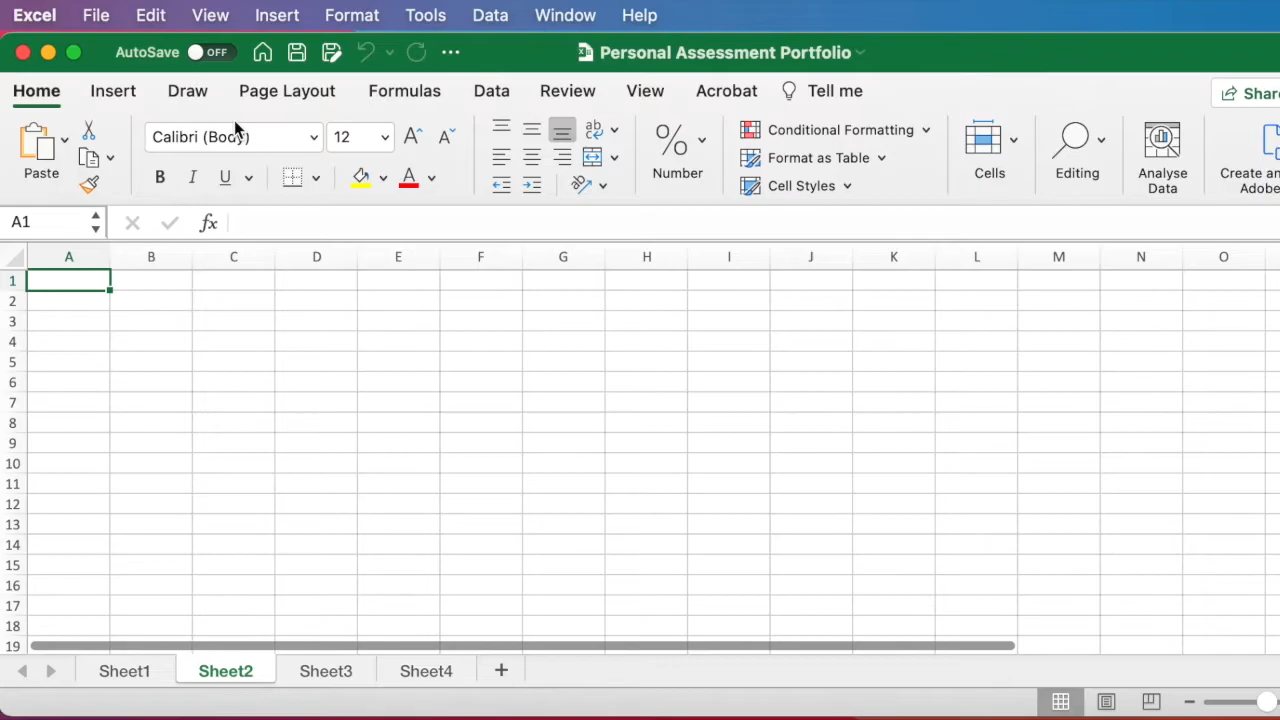 Excel File Edit View Insert Format Tools Data Window Help
AutoSave OFF Personal Assessment Portfolio
Home Insert Draw Page Layout Formulas Data Review View Acrobat Tell me Share
Paste Calibri (Body) 12 B I U A Number Conditional Formatting Format as Table Cell Styles Cells Editing Analyse Data Create an Adobe
A1 fx
A B C D E F G H I J K L M N O
1
2
3
4
5
6
7
8
9
10
11
12
13
14
15
16
17
18
19
Sheet1 Sheet2 Sheet3 Sheet4 +